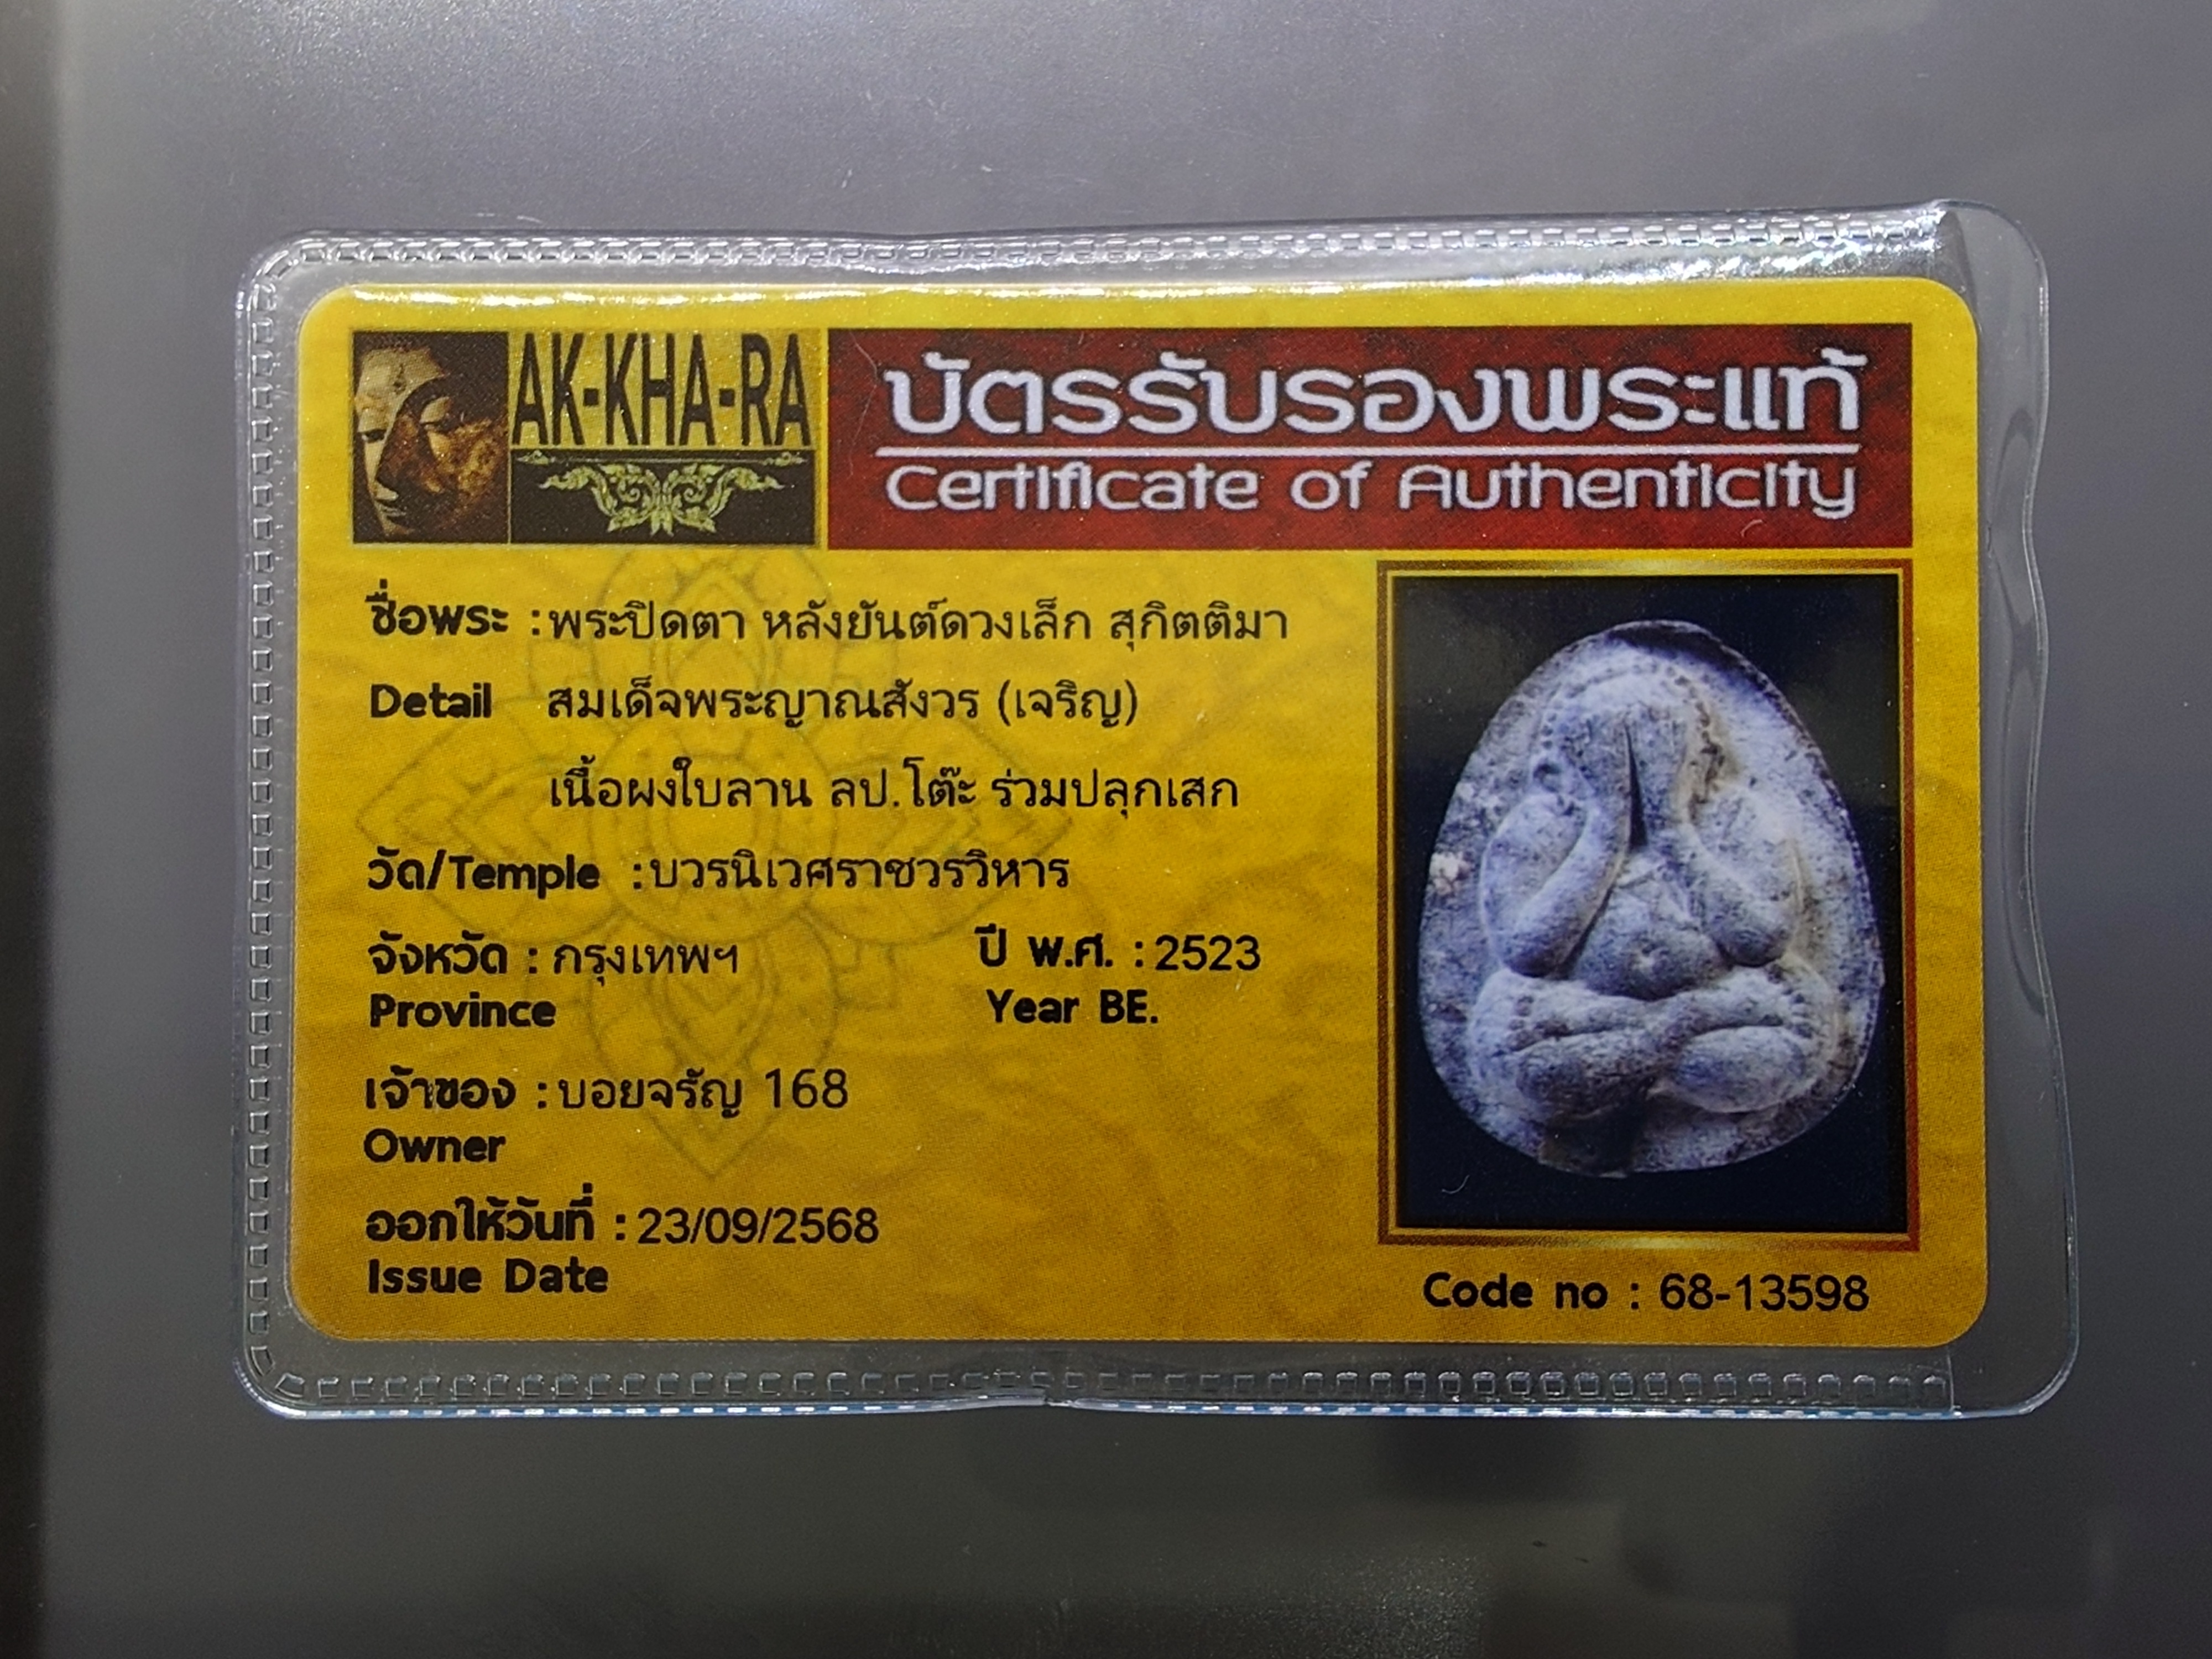 AK-KHA-RA
บัตรรับรองพระแท้
Certificate of Authenticity
ชื่อพระ : พระปิดตา หลังยันต์ดวงเล็ก สุกิตติมา
Detail สมเด็จพระญาณสังวร (เจริญ)
เนื้อผงใบลาน ลป.โต๊ะ ร่วมปลุกเสก
วัด/Temple : บวรนิเวศราชวรวิหาร
จังหวัด : กรุงเทพฯ ปี พ.ศ. : 2523
Province Year BE.
เจ้าของ : บอยจรัญ 168
Owner
ออกให้วันที่ : 23/09/2568
Issue Date
Code no : 68-13598